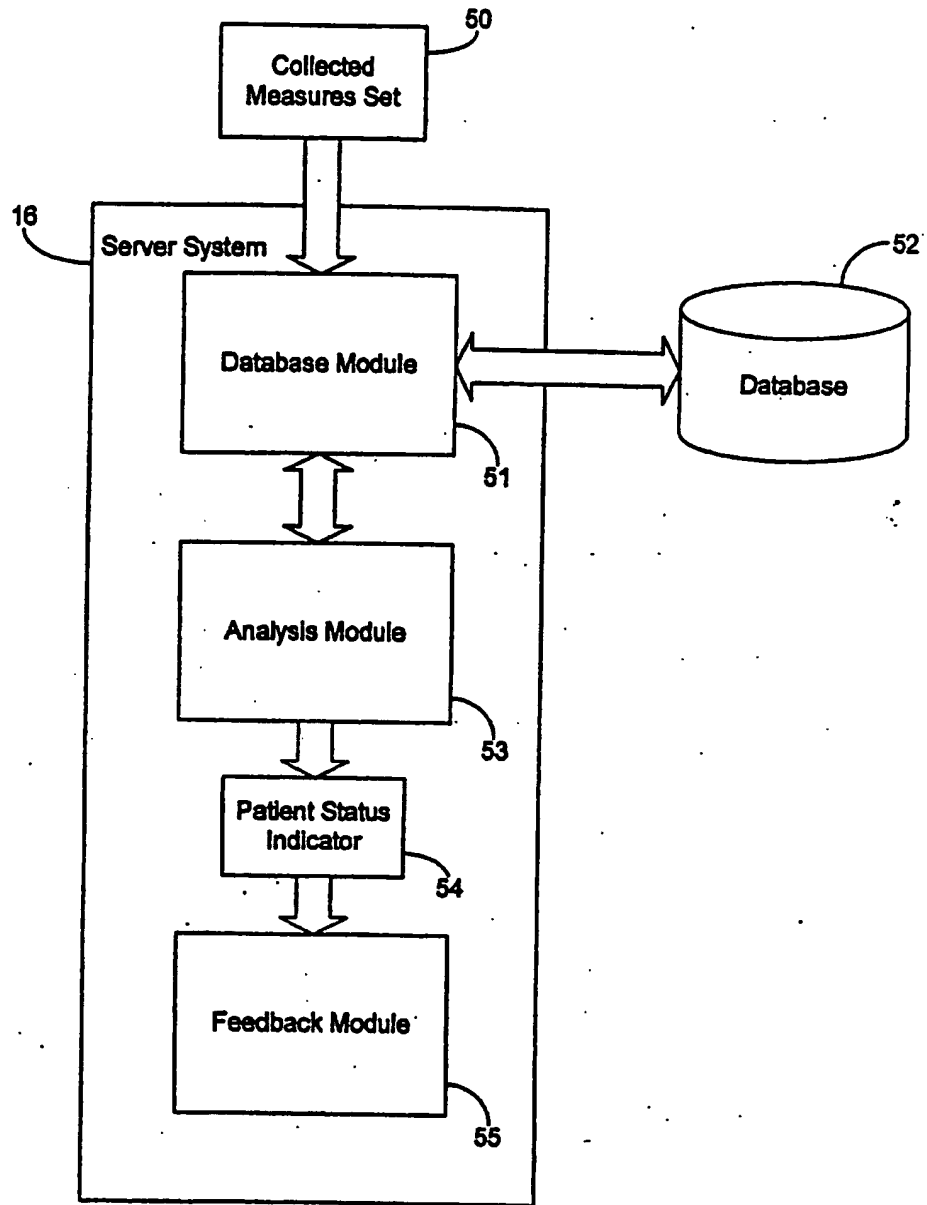 50
Collected
Measures Set
16
Server System
52
Database Module
Database
51
Analysis Module
53
Patient Status
Indicator
54
Feedback Module
55